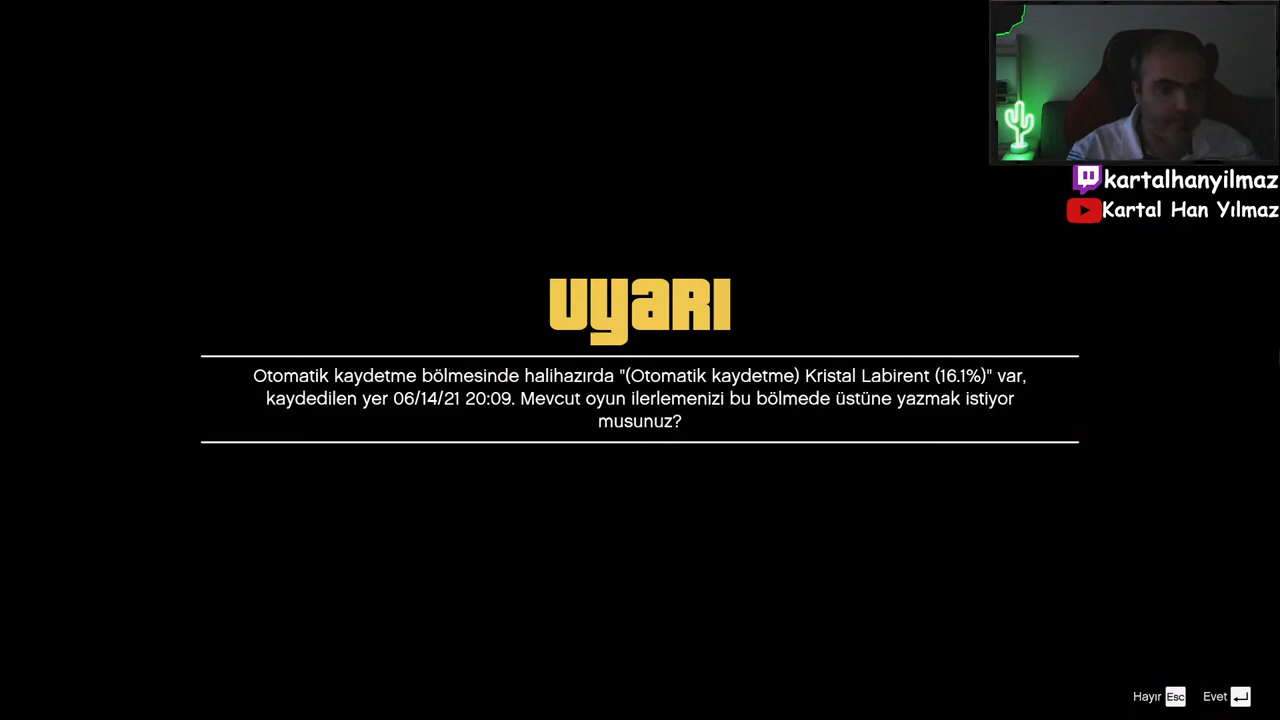 kartalhanyilmaz
Kartal Han Yılmaz
uyarı
Otomatik kaydetme bölmesinde halihazırda "(Otomatik kaydetme) Kristal Labirent (16.1%)" var,
kaydedilen yer 06/14/21 20:09. Mevcut oyun ilerlemenizi bu bölmede üstüne yazmak istiyor
musunuz?
Hayır Esc Evet